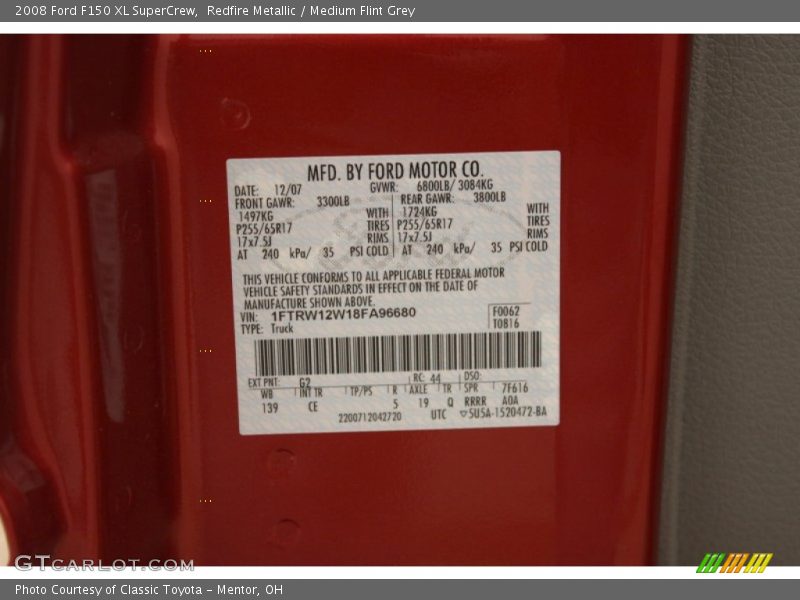 2008 Ford F150 XL SuperCrew,  Redfire Metallic / Medium Flint Grey
MFD. BY FORD MOTOR CO.
DATE: 12/07 GVWR: 6800LB/ 3084KG
FRONT GAWR: 3300LB REAR GAWR: 3800LB
1497KG WITH 1724KG WITH
P255/65R17 TIRES P255/65R17 TIRES
17x7.5J RIMS 17x7.5J RIMS
AT 240 kPa/ 35 PSI COLD AT 240 kPa/ 35 PSI COLD
THIS VEHICLE CONFORMS TO ALL APPLICABLE FEDERAL MOTOR
VEHICLE SAFETY STANDARDS IN EFFECT ON THE DATE OF
MANUFACTURE SHOWN ABOVE.
VIN: 1FTRW12W18FA96680 F0062
TYPE: Truck T0816
EXT PNT: G2 RC: 44 DSO:
WB INT TR TP/PS R AXLE TR SPR 7F616
139 CE 5 19 Q RRRR A0A
2200712042720 UTC ▽5U5A-1520472-BA
GTCARLOT.COM
Photo Courtesy of Classic Toyota - Mentor, OH